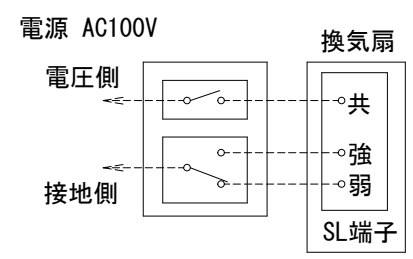 電源 AC100V
換気扇
電圧側
共
強
接地側
弱
SL端子